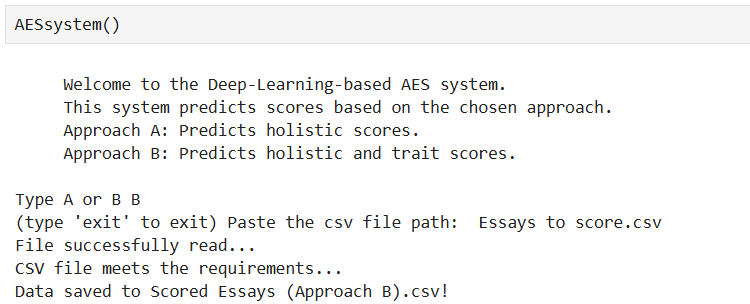 AESsystem()
Welcome to the Deep-Learning-based AES system.
This system predicts scores based on the chosen approach.
Approach A: Predicts holistic scores.
Approach B: Predicts holistic and trait scores.
Type A or B B
(type 'exit' to exit) Paste the csv file path:  Essays to score.csv
File successfully read...
CSV file meets the requirements...
Data saved to Scored Essays (Approach B).csv!